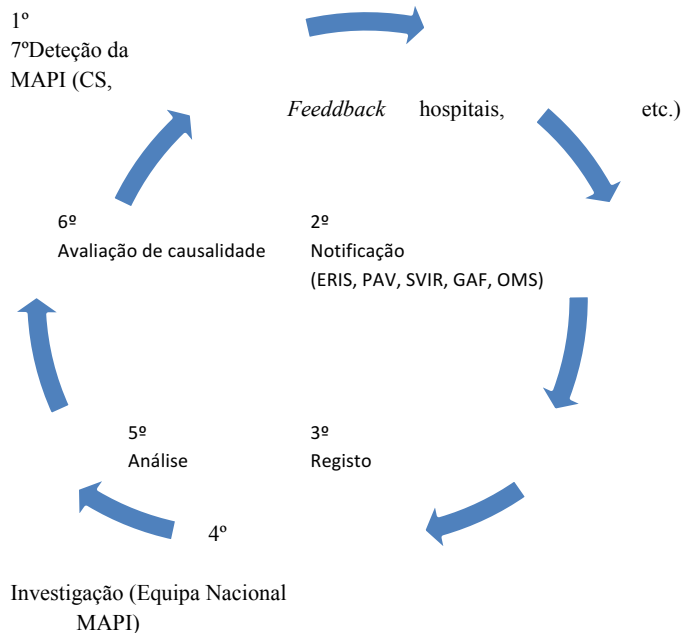 1º
7ºDeteção da
MAPI (CS,
Feeddback hospitais, etc.)
6º
Avaliação de causalidade
2º
Notificação
(ERIS, PAV, SVIR, GAF, OMS)
5º
Análise
3º
Registo
4º
Investigação (Equipa Nacional
MAPI)